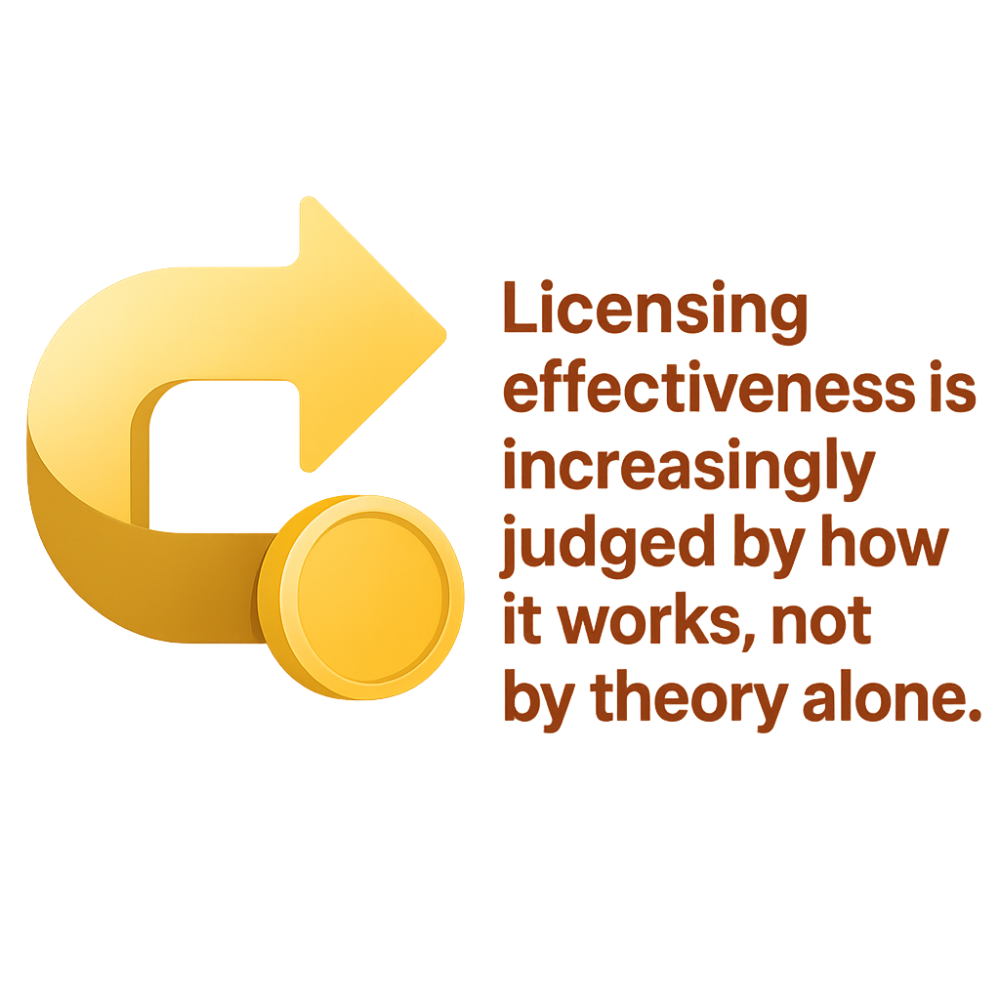 Licensing
effectiveness is
increasingly
judged by how
it works, not
by theory alone.